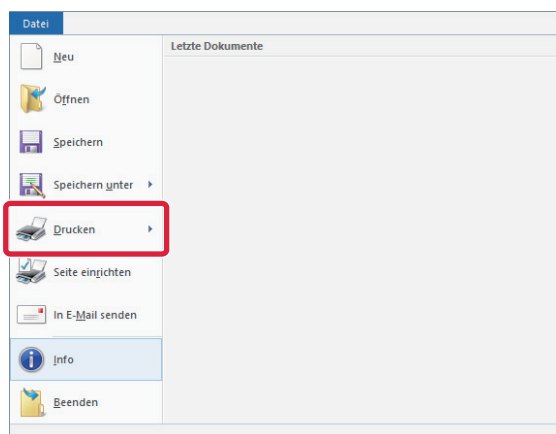 Datei
Letzte Dokumente
Neu
Öffnen
Speichern
Speichern unter
Drucken
Seite einrichten
In E-Mail senden
Info
Beenden